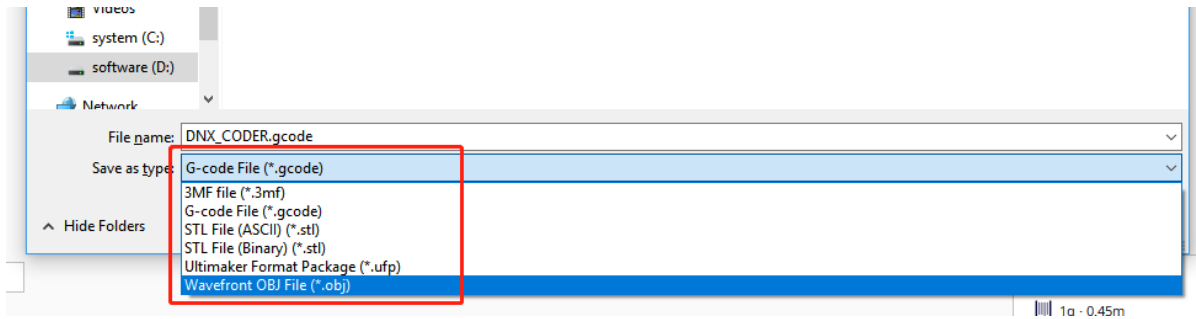 Videos
system (C:)
software (D:)
Network
File name: DNX_CODER.gcode
Save as type: G-code File (*.gcode)
3MF file (*.3mf)
G-code File (*.gcode)
STL File (ASCII) (*.stl)
STL File (Binary) (*.stl)
Ultimaker Format Package (*.ufp)
Wavefront OBJ File (*.obj)
Hide Folders
1g · 0.45m